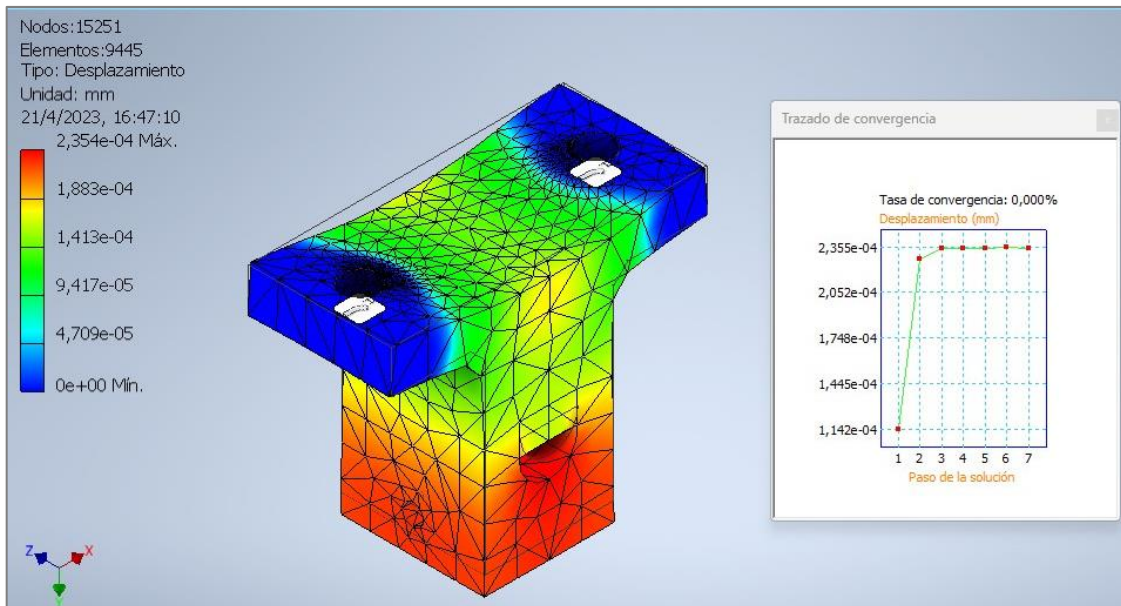 Nodos:15251
Elementos:9445
Tipo: Desplazamiento
Unidad: mm
21/4/2023, 16:47:10
2,354e-04 Máx.
1,883e-04
1,413e-04
9,417e-05
4,709e-05
0e+00 Mín.
Z
X
Y
Trazado de convergencia
x
Tasa de convergencia: 0,000%
Desplazamiento (mm)
2,355e-04
2,052e-04
1,748e-04
1,445e-04
1,142e-04
1 2 3 4 5 6 7
Paso de la solución